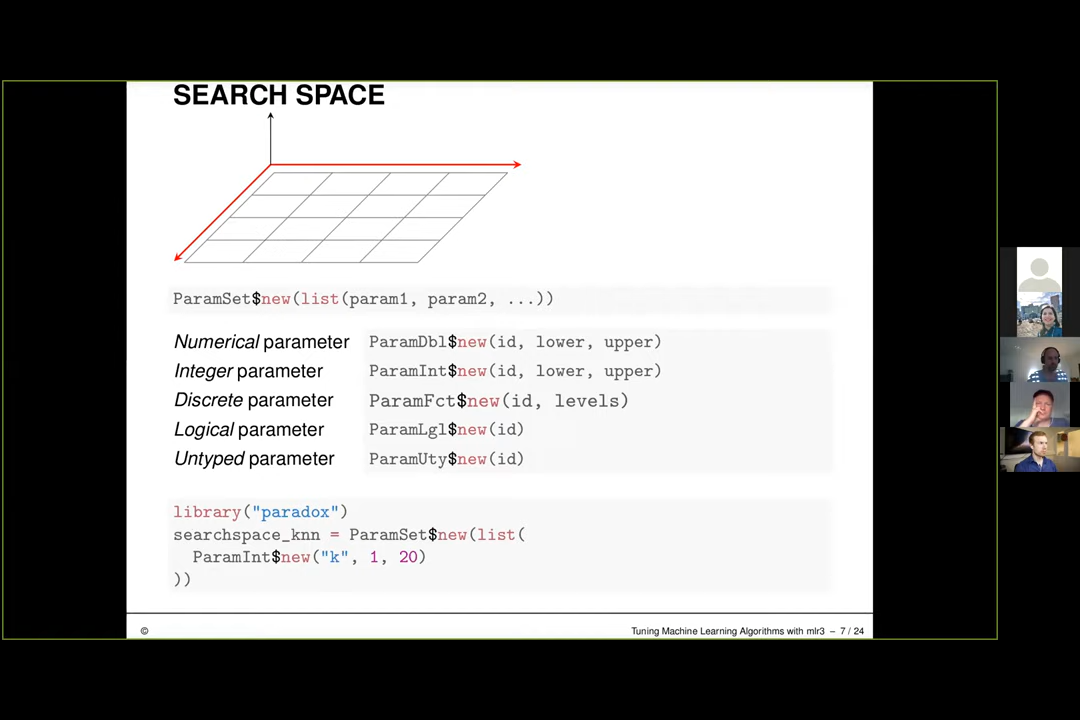 SEARCH SPACE
ParamSet$new(list(param1, param2, ...))
Numerical parameter ParamDbl$new(id, lower, upper)
Integer parameter ParamInt$new(id, lower, upper)
Discrete parameter ParamFct$new(id, levels)
Logical parameter ParamLgl$new(id)
Untyped parameter ParamUty$new(id)
library("paradox")
searchspace_knn = ParamSet$new(list(
ParamInt$new("k", 1, 20)
))
© Tuning Machine Learning Algorithms with mlr3 – 7 / 24